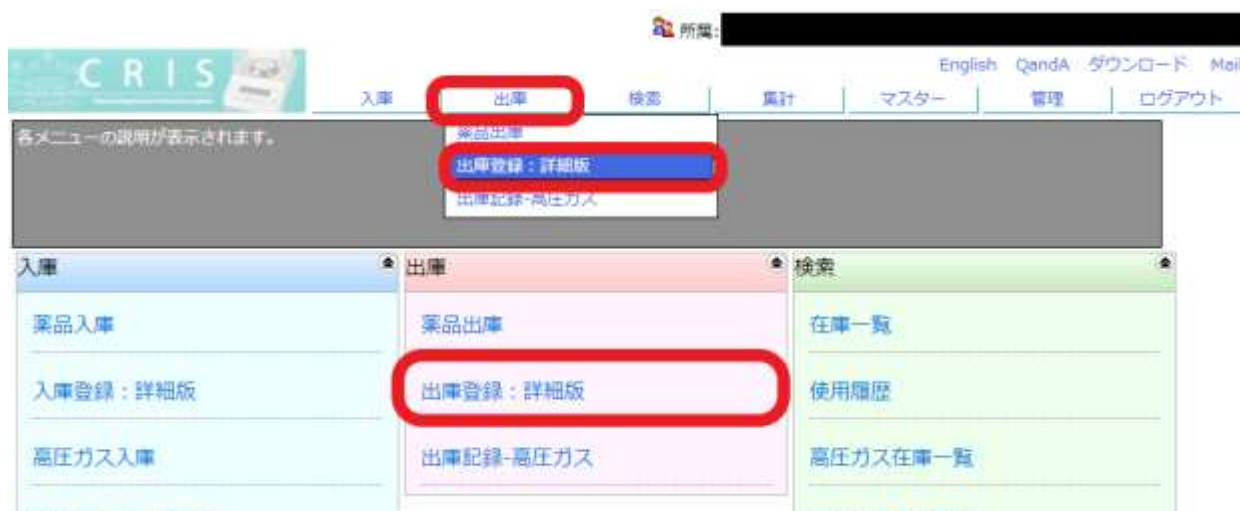 所属:
CRIS
English QandA ダウンロード Mail
入庫 出庫 検索 集計 マスター 管理 ログアウト
各メニューの説明が表示されます。
薬品出庫
出庫登録:詳細版
出庫記録-高圧ガス
入庫 出庫 検索
薬品入庫 薬品出庫 在庫一覧
入庫登録:詳細版 出庫登録:詳細版 使用履歴
高圧ガス入庫 出庫記録-高圧ガス 高圧ガス在庫一覧